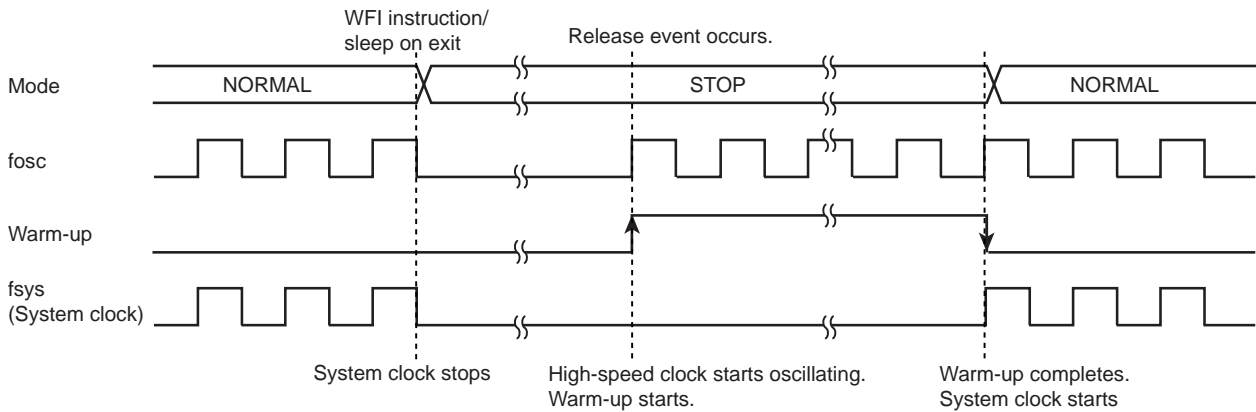 WFI instruction/
sleep on exit
Release event occurs.
Mode
NORMAL
STOP
NORMAL
fosc
Warm-up
fsys
(System clock)
System clock stops
High-speed clock starts oscillating.
Warm-up starts.
Warm-up completes.
System clock starts